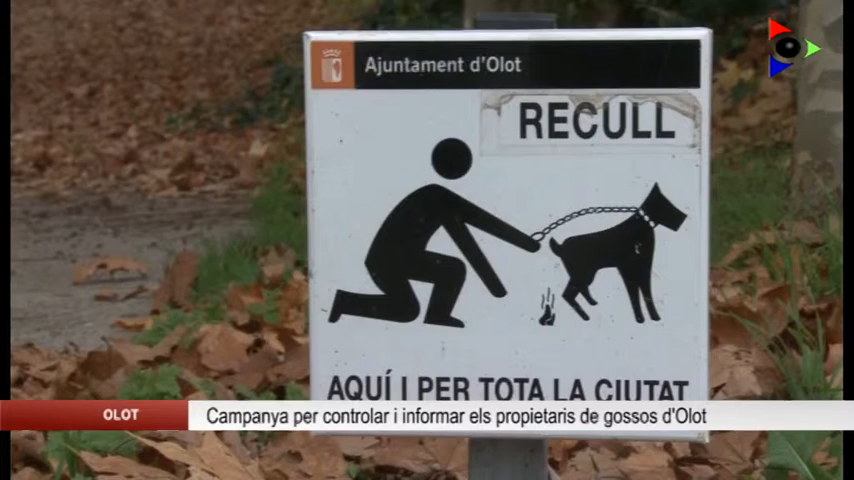 Ajuntament d'Olot
RECULL
AQUÍ I PER TOTA LA CIUTAT
OLOT
Campanya per controlar i informar els propietaris de gossos d'Olot